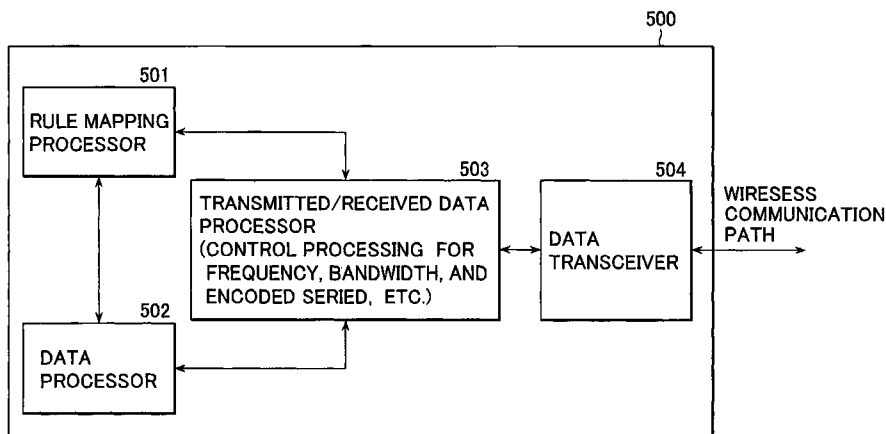 500
501
RULE MAPPING
PROCESSOR
503
TRANSMITTED/RECEIVED DATA
PROCESSOR
(CONTROL PROCESSING FOR
FREQUENCY, BANDWIDTH, AND
ENCODED SERIED, ETC.)
504
DATA
TRANSCEIVER
WIRESESS
COMMUNICATION
PATH
502
DATA
PROCESSOR